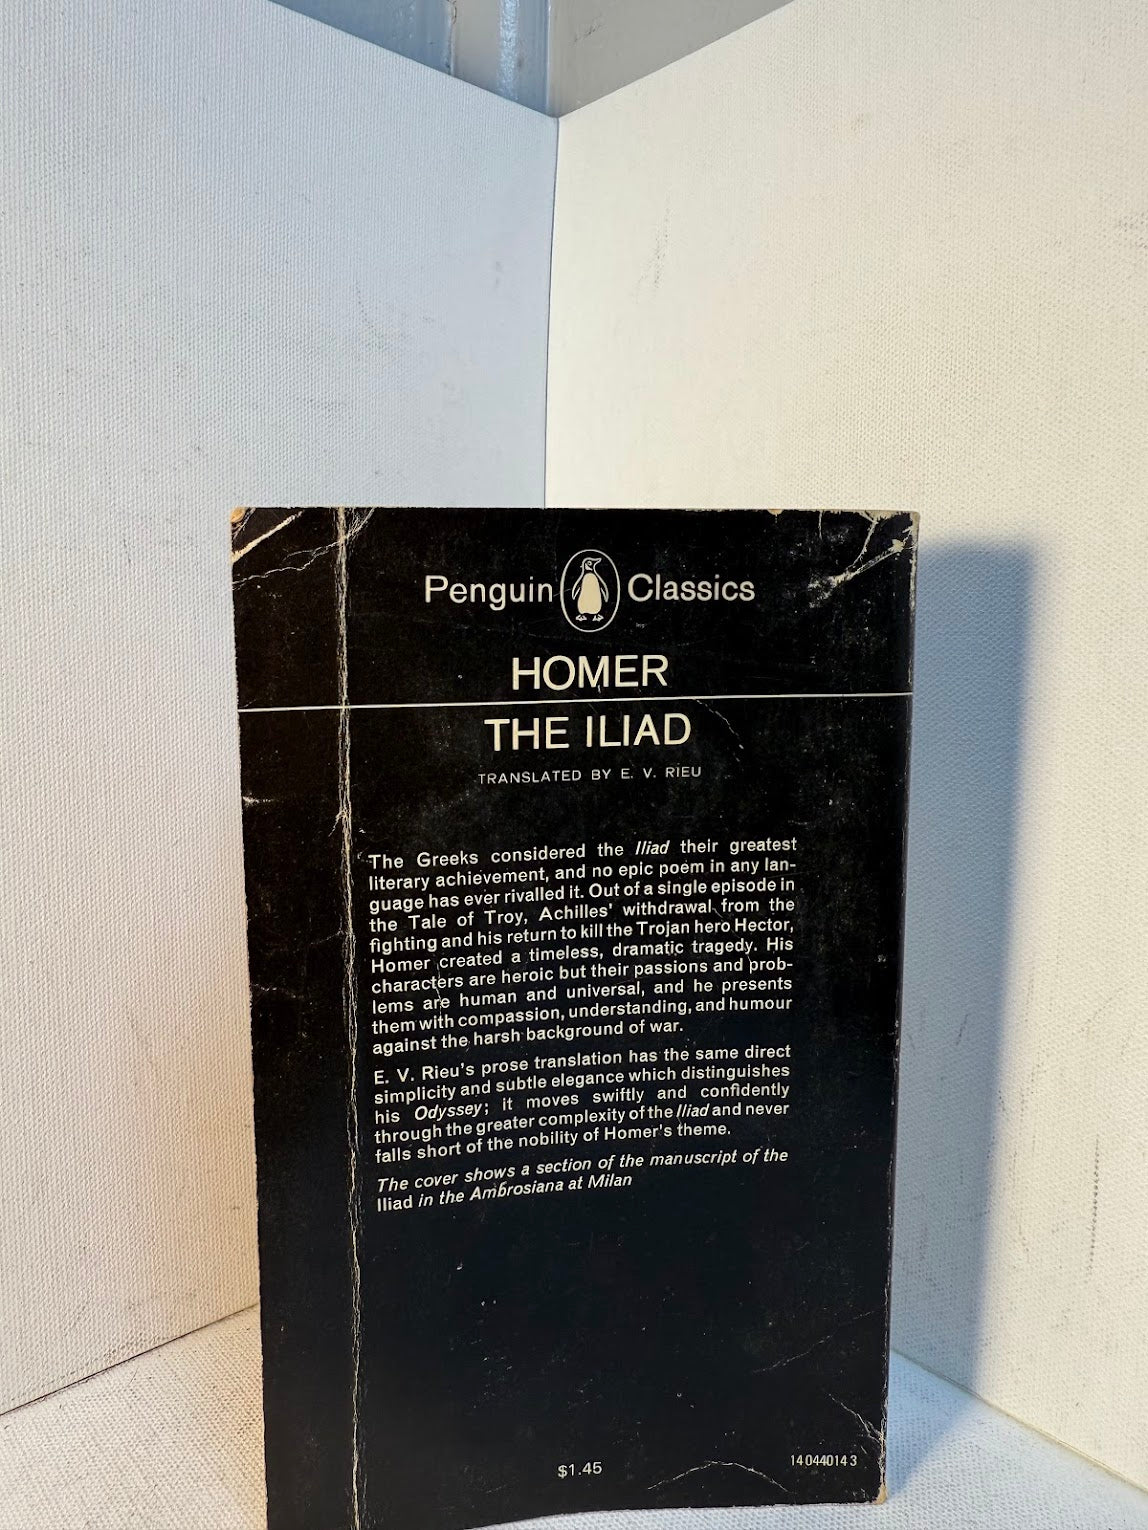 Penguin Classics
HOMER
THE ILIAD
TRANSLATED BY E. V. RIEU
The Greeks considered the Iliad their greatest
literary achievement, and no epic poem in any lan-
guage has ever rivalled it. Out of a single episode in
the Tale of Troy, Achilles' withdrawal from the
fighting and his return to kill the Trojan hero Hector,
Homer created a timeless, dramatic tragedy. His
characters are heroic but their passions and prob-
lems are human and universal, and he presents
them with compassion, understanding, and humour
against the harsh background of war.
E. V. Rieu's prose translation has the same direct
simplicity and subtle elegance which distinguishes
his Odyssey; it moves swiftly and confidently
through the greater complexity of the Iliad and never
falls short of the nobility of Homer's theme.
The cover shows a section of the manuscript of the
Iliad in the Ambrosiana at Milan
$1.45
14 044014 3